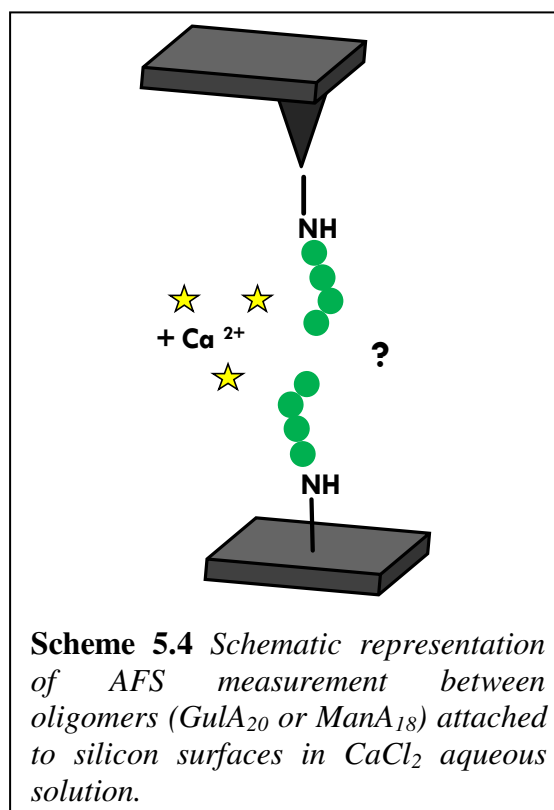 NH
+ Ca 2+
?
NH
Scheme 5.4 Schematic representation
of AFS measurement between
oligomers (GulA20 or ManA18) attached
to silicon surfaces in CaCl2 aqueous
solution.